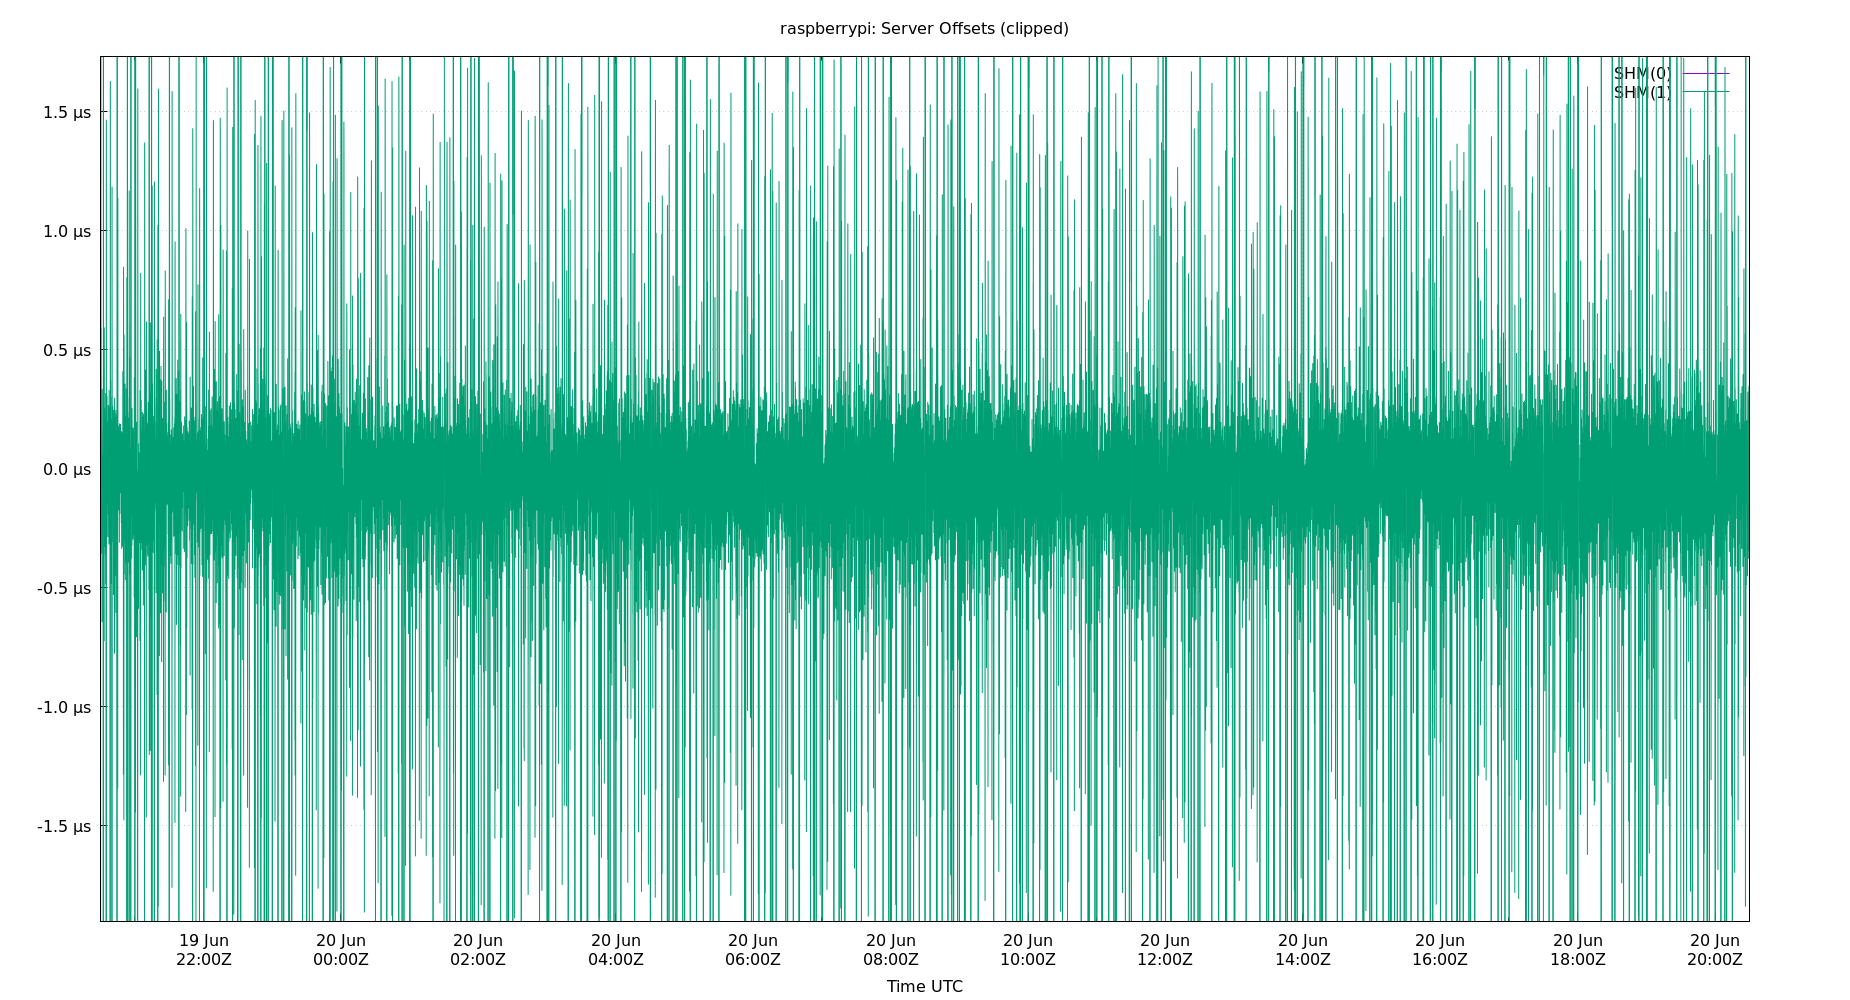 raspberrypi: Server Offsets (clipped)
SHM(0)
SHM(1)
1.5 µs
1.0 µs
0.5 µs
0.0 µs
-0.5 µs
-1.0 µs
-1.5 µs
19 Jun 20 Jun 20 Jun 20 Jun 20 Jun 20 Jun 20 Jun 20 Jun 20 Jun 20 Jun 20 Jun 20 Jun
22:00Z 00:00Z 02:00Z 04:00Z 06:00Z 08:00Z 10:00Z 12:00Z 14:00Z 16:00Z 18:00Z 20:00Z
Time UTC